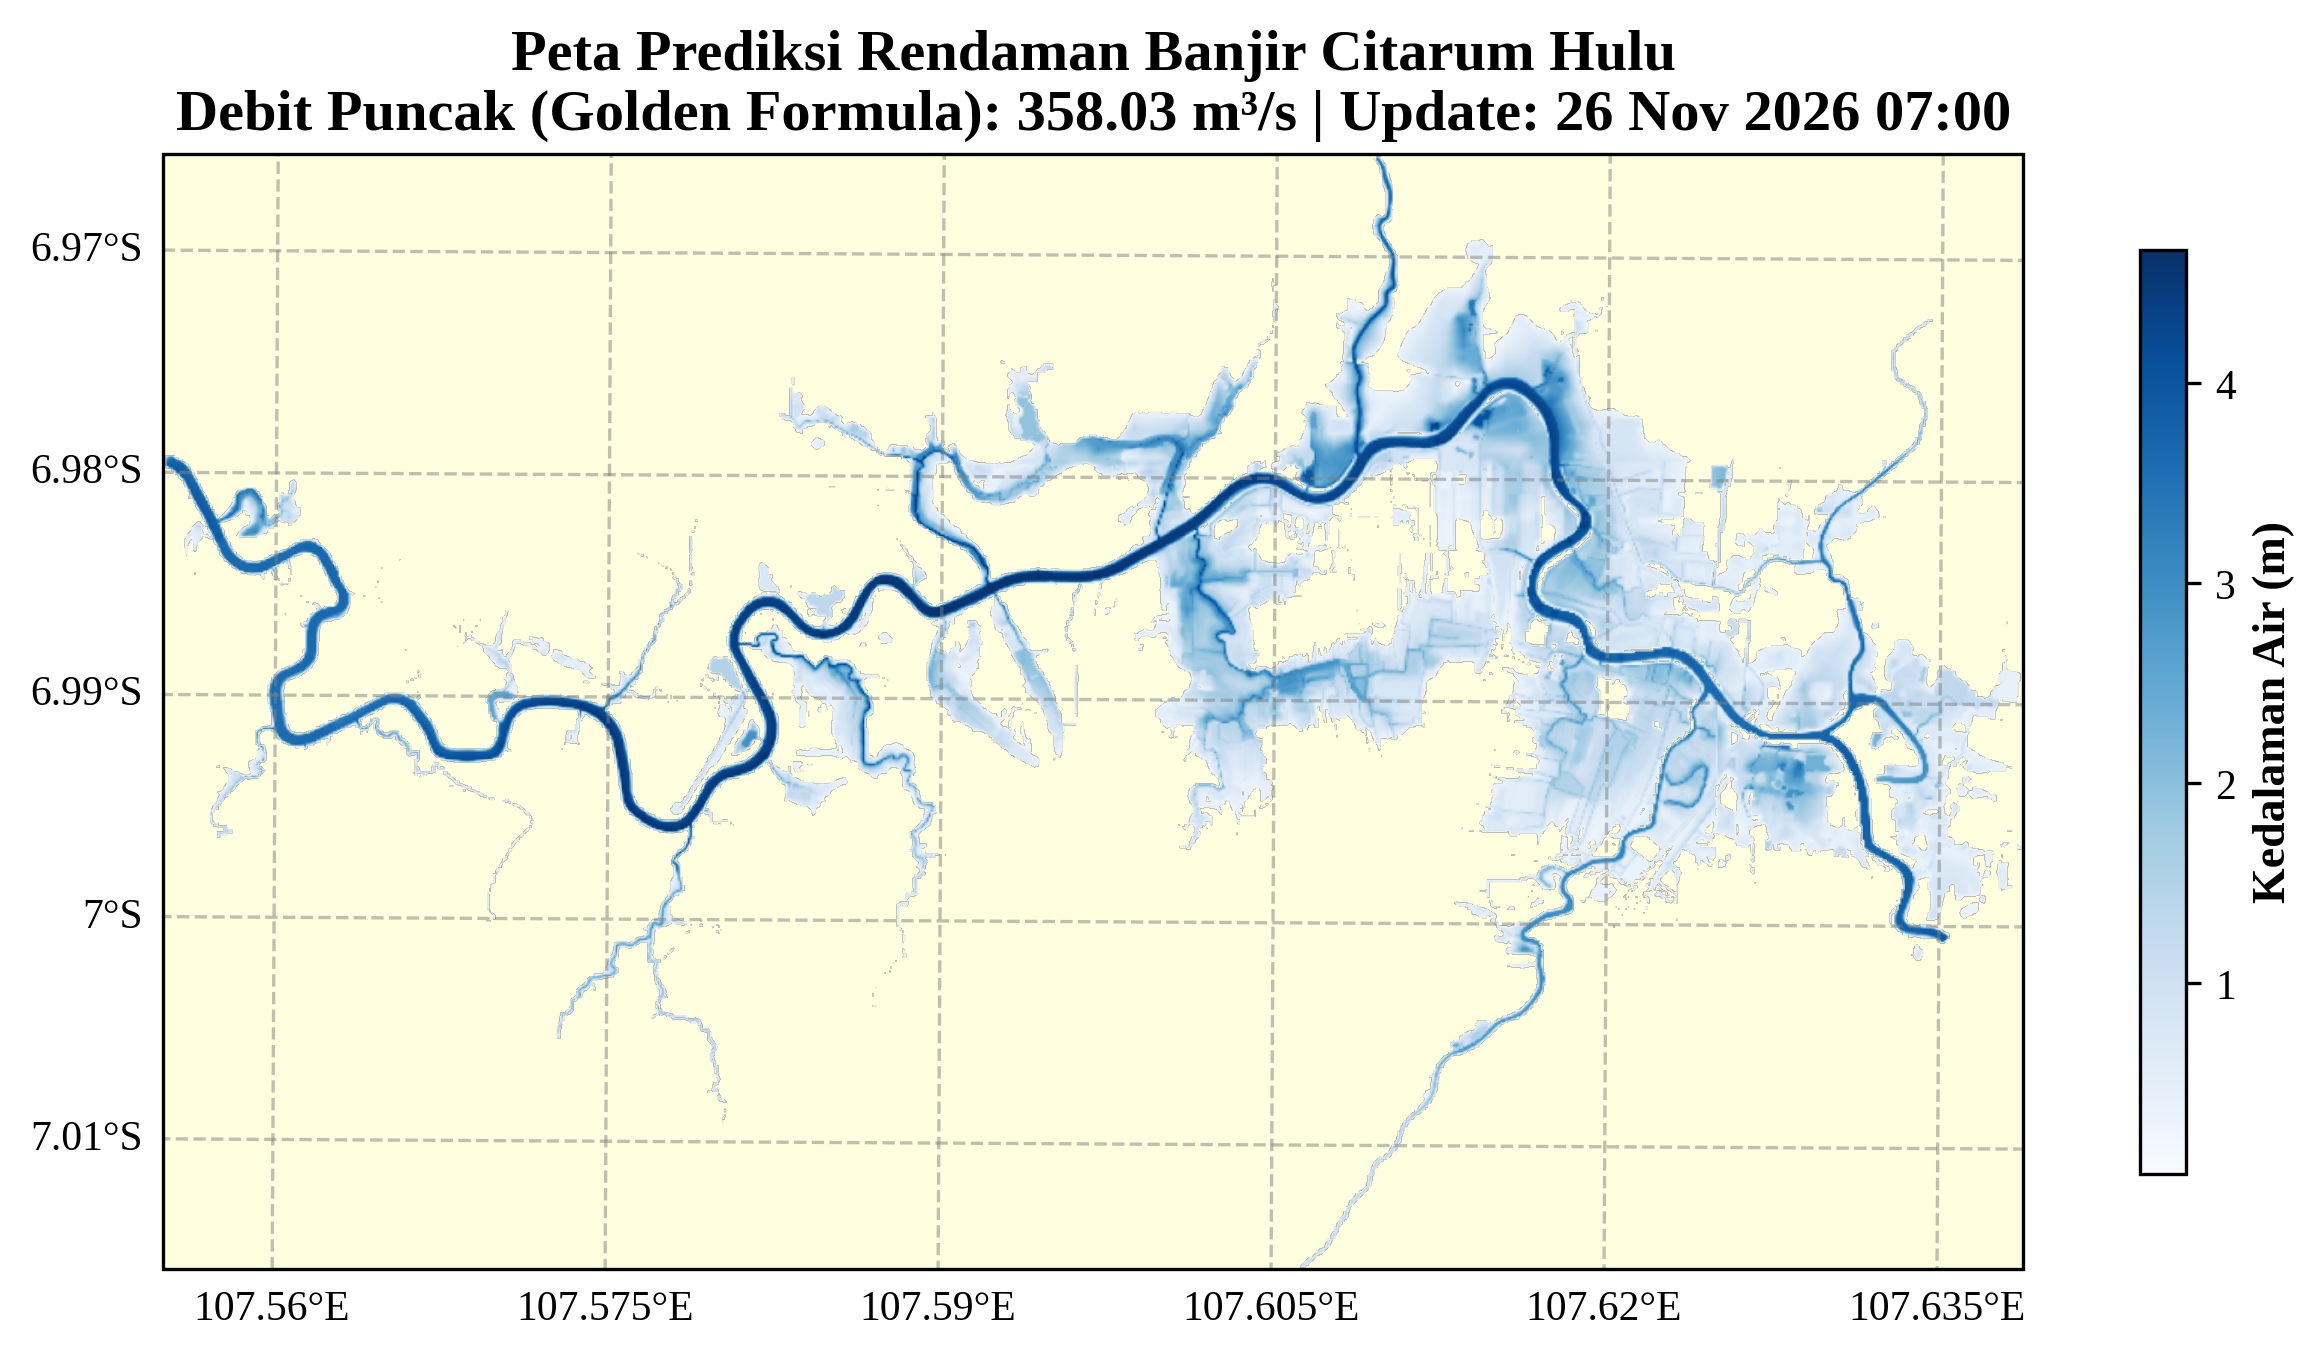 Peta Prediksi Rendaman Banjir Citarum Hulu
Debit Puncak (Golden Formula): 358.03 m³/s | Update: 26 Nov 2026 07:00
6.97°S
6.98°S
6.99°S
7°S
7.01°S
107.56°E
107.575°E
107.59°E
107.605°E
107.62°E
107.635°E
4
3
2
1
Kedalaman Air (m)